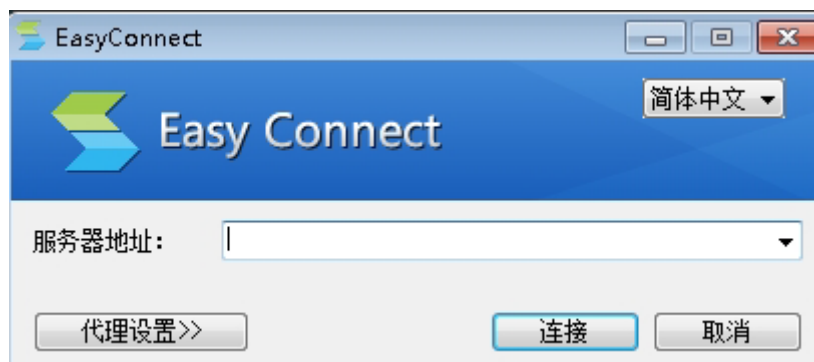 EasyConnect
简体中文
Easy Connect
服务器地址：
代理设置>>
连接
取消